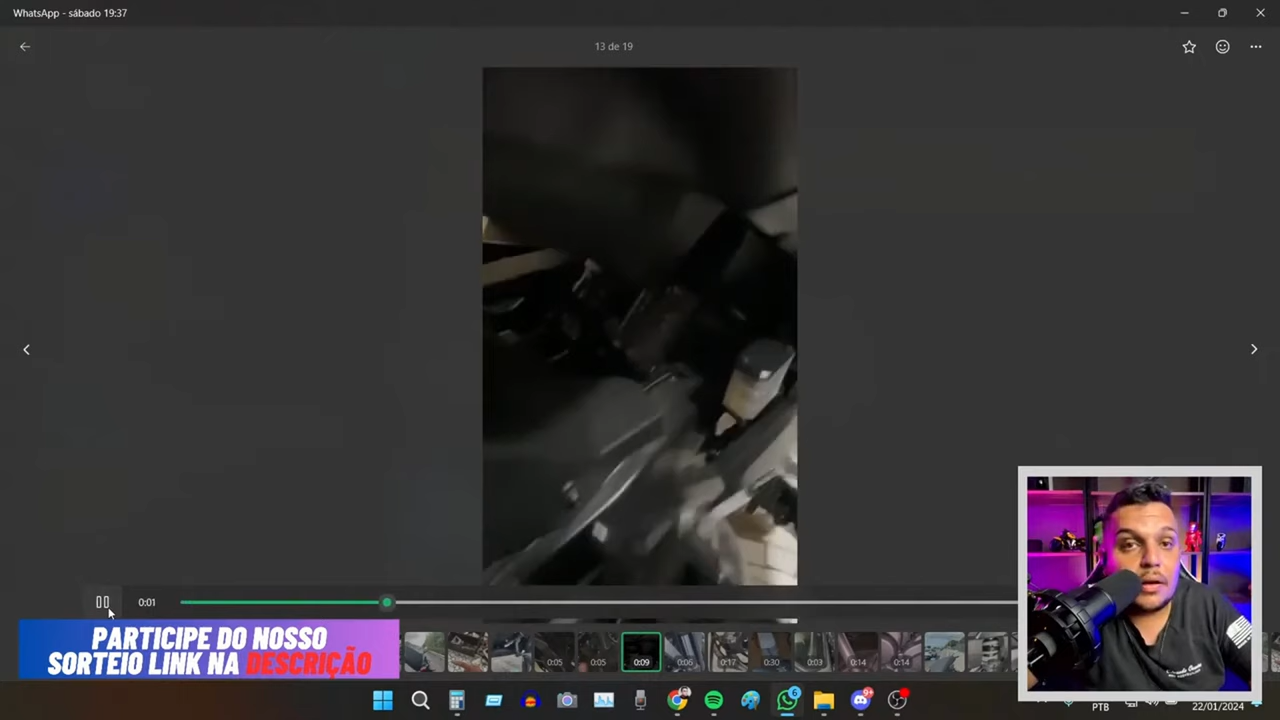 WhatsApp - sábado 19:37
13 de 19
0:01
PARTICIPE DO NOSSO
SORTEIO LINK NA DESCRIÇÃO
0:05
0:05
0:09
0:06
0:17
0:30
0:03
0:14
0:14
6
9+
PTB
22/01/2024